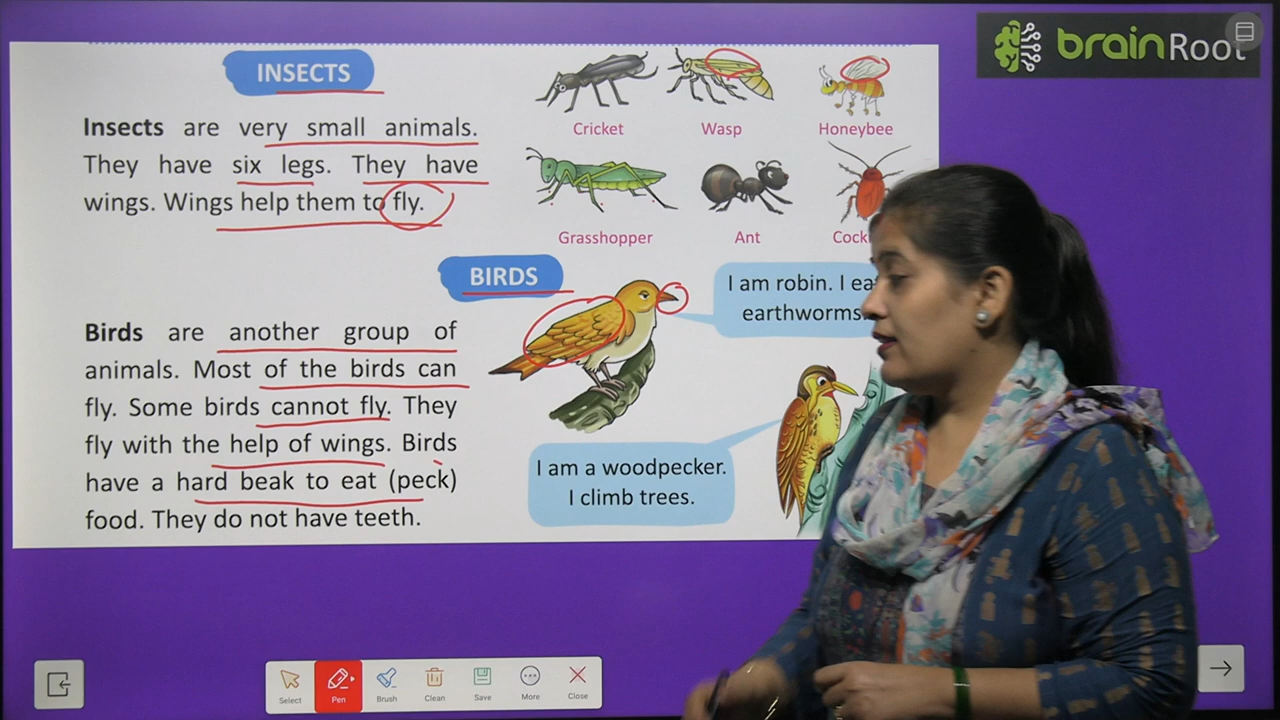 brainRoot
INSECTS
Insects are very small animals.
They have six legs. They have
wings. Wings help them to fly.
Cricket
Wasp
Honeybee
Grasshopper
Ant
BIRDS
Birds are another group of
animals. Most of the birds can
fly. Some birds cannot fly. They
fly with the help of wings. Birds
have a hard beak to eat (peck)
food. They do not have teeth.
I am robin. I
earthworms
I am a woodpecker.
I climb trees.
Select
Pen
Brush
Clean
Save
More
Close